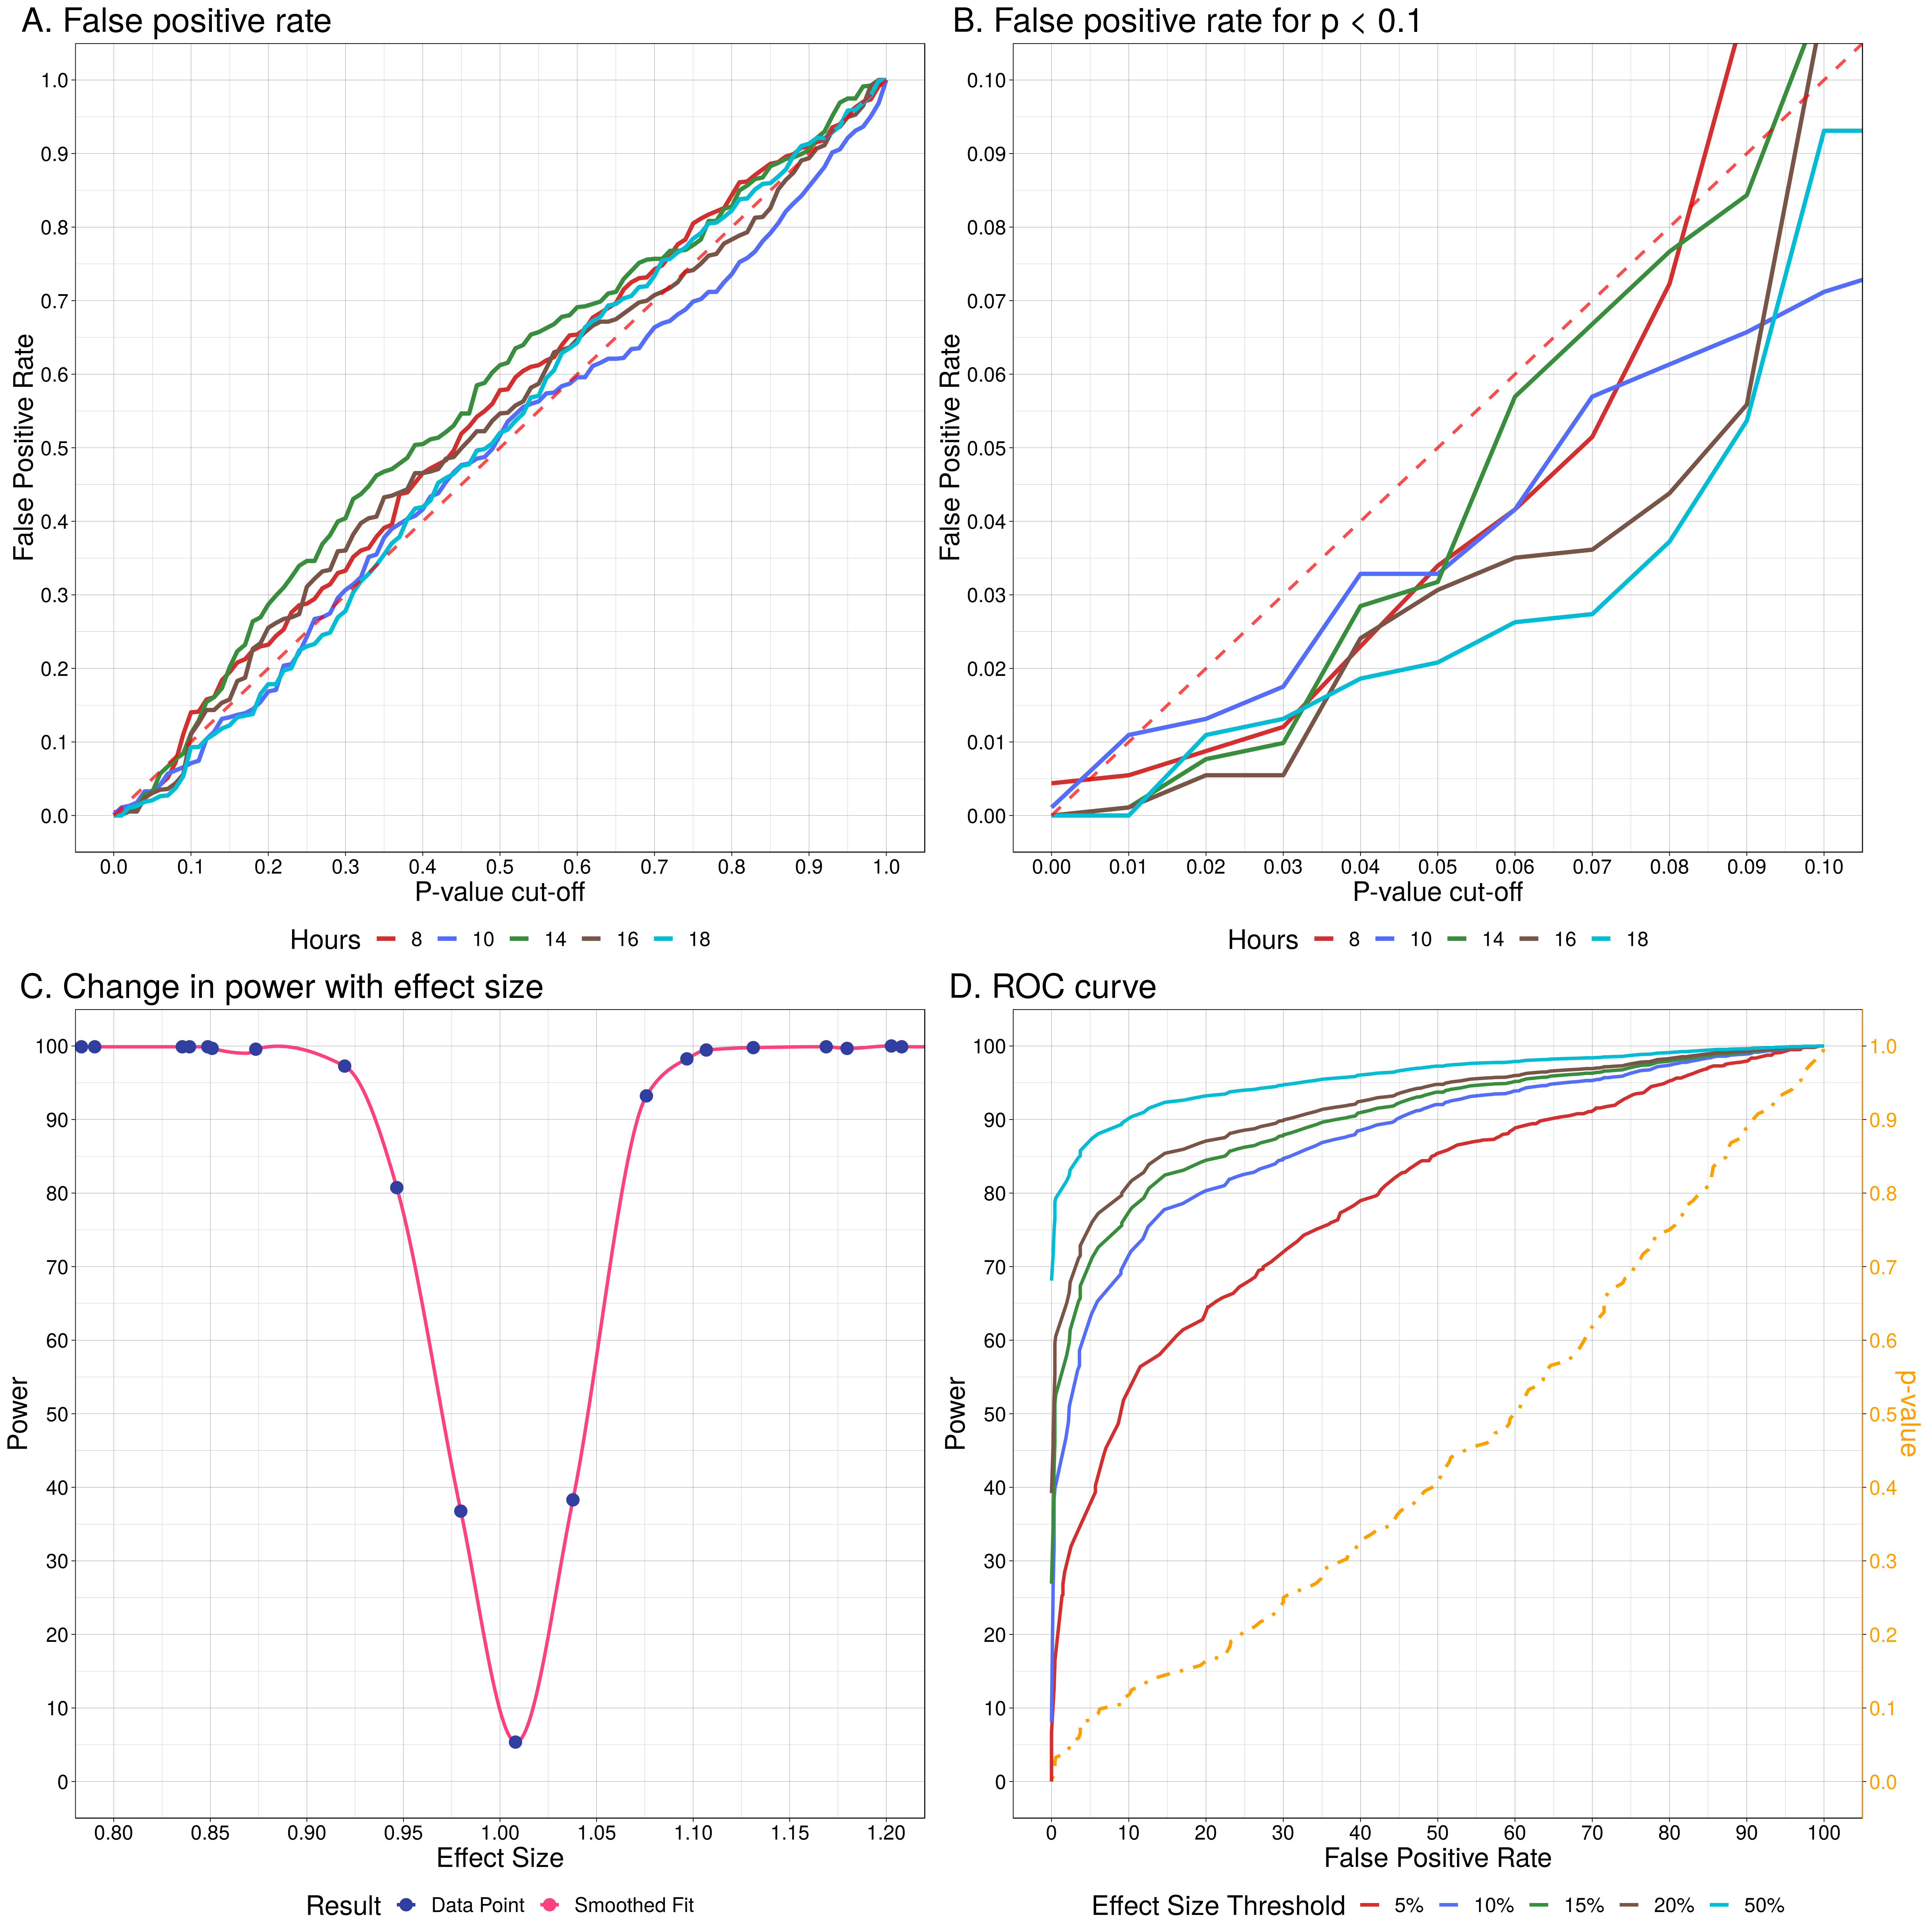 A. False positive rate
1.0
0.9
0.8
0.7
0.6
0.5
0.4
0.3
0.2
0.1
0.0
False Positive Rate
0.0 0.1 0.2 0.3 0.4 0.5 0.6 0.7 0.8 0.9 1.0
P-value cut-off
Hours 8 10 14 16 18
B. False positive rate for p < 0.1
0.10
0.09
0.08
0.07
0.06
0.05
0.04
0.03
0.02
0.01
0.00
False Positive Rate
0.00 0.01 0.02 0.03 0.04 0.05 0.06 0.07 0.08 0.09 0.10
P-value cut-off
Hours 8 10 14 16 18
C. Change in power with effect size
100
90
80
70
60
50
40
30
20
10
0
Power
0.80 0.85 0.90 0.95 1.00 1.05 1.10 1.15 1.20
Effect Size
Result Data Point Smoothed Fit
D. ROC curve
100
90
80
70
60
50
40
30
20
10
0
Power
1.0
0.9
0.8
0.7
0.6
0.5
0.4
0.3
0.2
0.1
0.0
p-value
0 10 20 30 40 50 60 70 80 90 100
False Positive Rate
Effect Size Threshold 5% 10% 15% 20% 50%